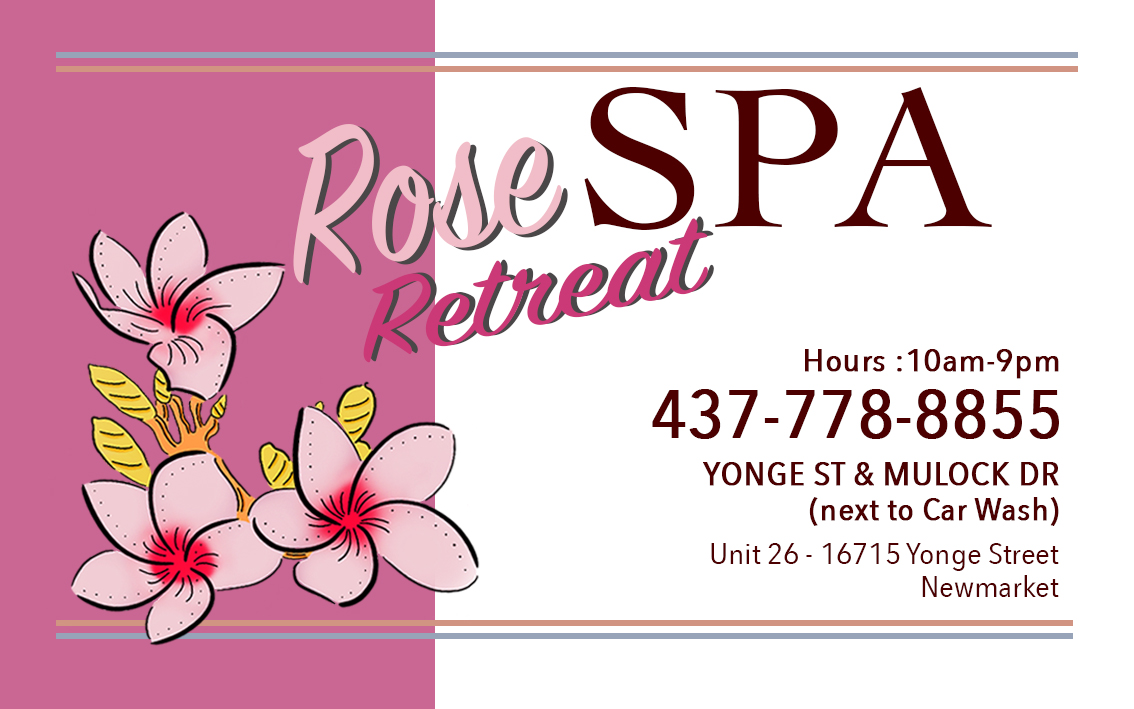 Rose SPA
Retreat
Hours :10am-9pm
437-778-8855
YONGE ST & MULOCK DR
(next to Car Wash)
Unit 26 - 16715 Yonge Street
Newmarket